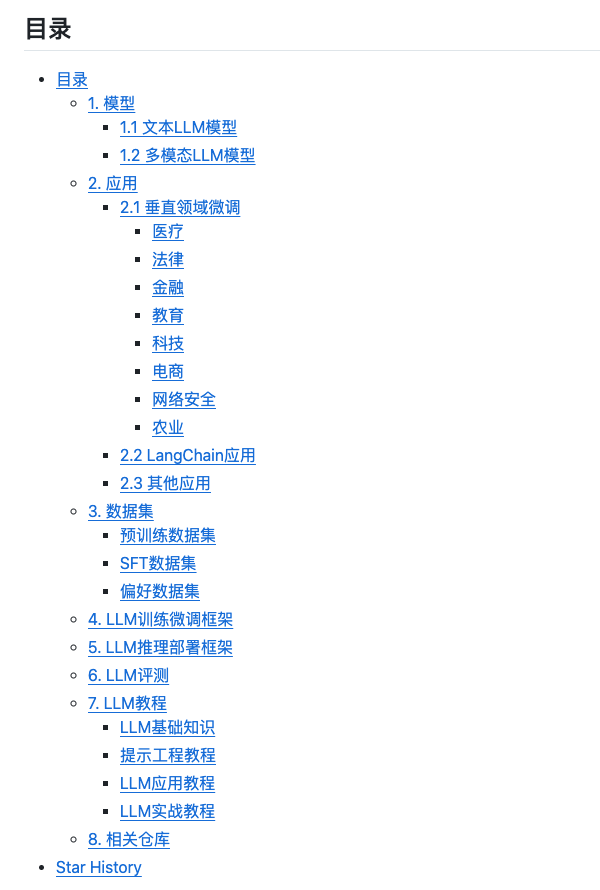 目录
目录
1. 模型
1.1 文本LLM模型
1.2 多模态LLM模型
2. 应用
2.1 垂直领域微调
医疗
法律
金融
教育
科技
电商
网络安全
农业
2.2 LangChain应用
2.3 其他应用
3. 数据集
预训练数据集
SFT数据集
偏好数据集
4. LLM训练微调框架
5. LLM推理部署框架
6. LLM评测
7. LLM教程
LLM基础知识
提示工程教程
LLM应用教程
LLM实战教程
8. 相关仓库
Star History